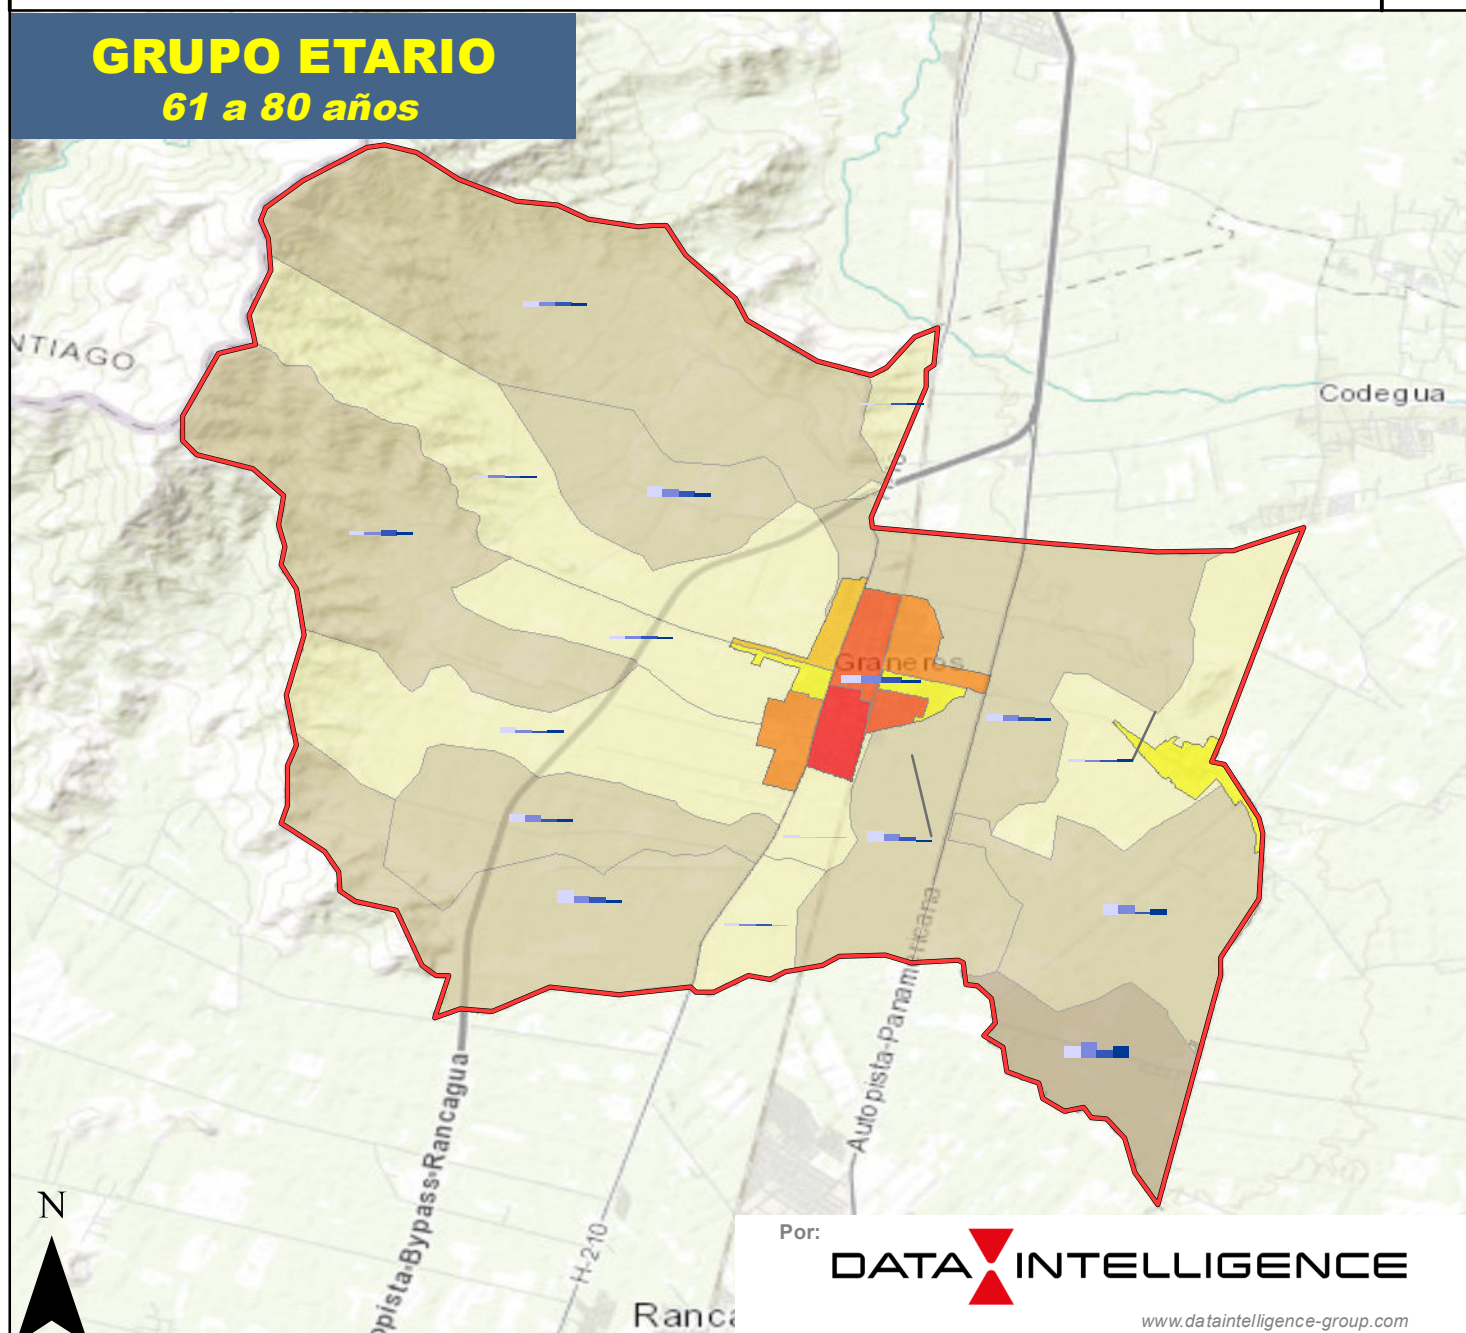 GRUPO ETARIO
61 a 80 años
NTIAGO
Codegua
Graneros
Autopista-Panamericana
opista-Bypass-Rancagua
H-210
N
Ranca
Por:
DATA INTELLIGENCE
www.dataintelligence-group.com